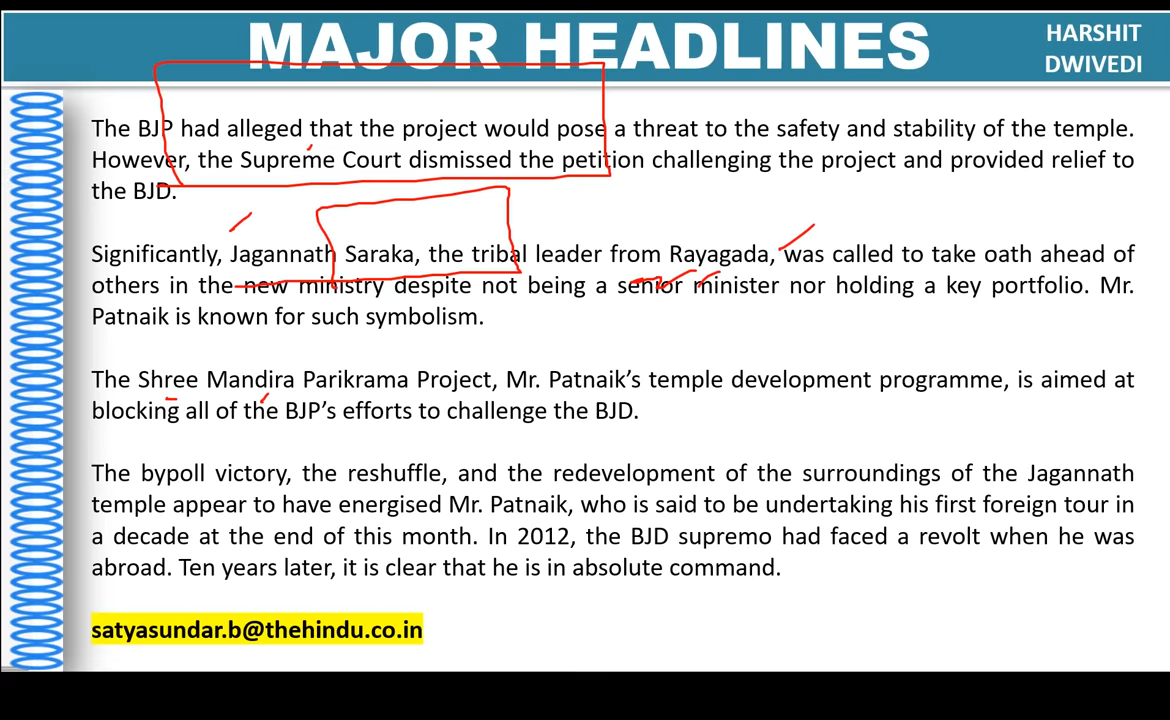 MAJOR HEADLINES
HARSHIT
DWIVEDI
The BJP had alleged that the project would pose a threat to the safety and stability of the temple.
However, the Supreme Court dismissed the petition challenging the project and provided relief to
the BJD.
Significantly, Jagannath Saraka, the tribal leader from Rayagada, was called to take oath ahead of
others in the new ministry despite not being a senior minister nor holding a key portfolio. Mr.
Patnaik is known for such symbolism.
The Shree Mandira Parikrama Project, Mr. Patnaik’s temple development programme, is aimed at
blocking all of the BJP’s efforts to challenge the BJD.
The bypoll victory, the reshuffle, and the redevelopment of the surroundings of the Jagannath
temple appear to have energised Mr. Patnaik, who is said to be undertaking his first foreign tour in
a decade at the end of this month. In 2012, the BJD supremo had faced a revolt when he was
abroad. Ten years later, it is clear that he is in absolute command.
satyasundar.b@thehindu.co.in